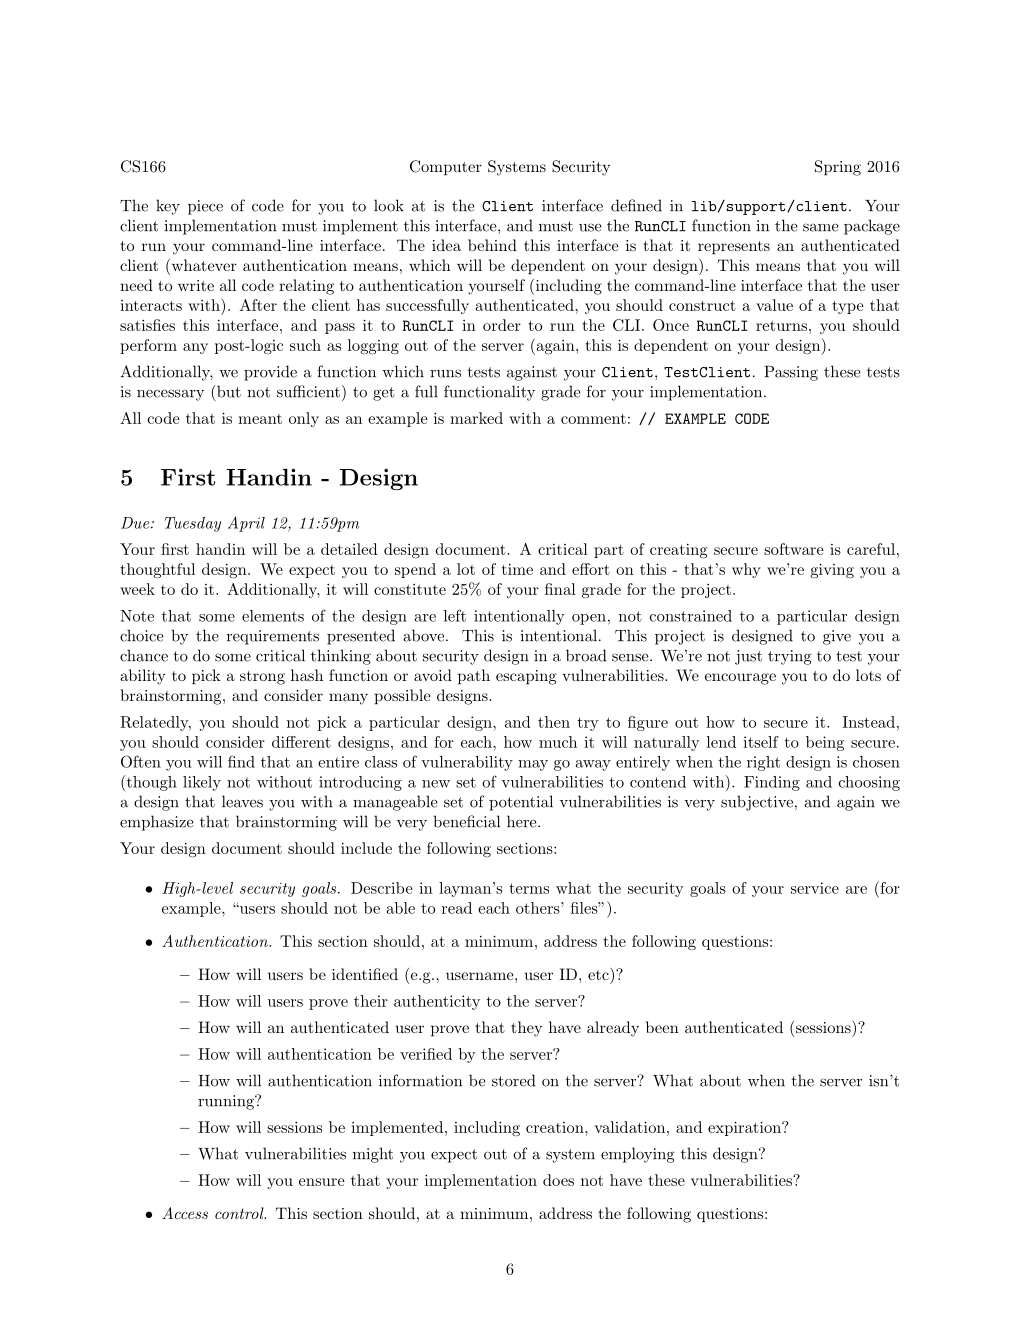 CS166 Computer Systems Security Spring 2016
The key piece of code for you to look at is the Client interface defined in lib/support/client. Your
client implementation must implement this interface, and must use the RunCLI function in the same package
to run your command-line interface. The idea behind this interface is that it represents an authenticated
client (whatever authentication means, which will be dependent on your design). This means that you will
need to write all code relating to authentication yourself (including the command-line interface that the user
interacts with). After the client has successfully authenticated, you should construct a value of a type that
satisfies this interface, and pass it to RunCLI in order to run the CLI. Once RunCLI returns, you should
perform any post-logic such as logging out of the server (again, this is dependent on your design).
Additionally, we provide a function which runs tests against your Client, TestClient. Passing these tests
is necessary (but not sufficient) to get a full functionality grade for your implementation.
All code that is meant only as an example is marked with a comment: // EXAMPLE CODE
5 First Handin - Design
Due: Tuesday April 12, 11:59pm
Your first handin will be a detailed design document. A critical part of creating secure software is careful,
thoughtful design. We expect you to spend a lot of time and effort on this - that's why we're giving you a
week to do it. Additionally, it will constitute 25% of your final grade for the project.
Note that some elements of the design are left intentionally open, not constrained to a particular design
choice by the requirements presented above. This is intentional. This project is designed to give you a
chance to do some critical thinking about security design in a broad sense. We're not just trying to test your
ability to pick a strong hash function or avoid path escaping vulnerabilities. We encourage you to do lots of
brainstorming, and consider many possible designs.
Relatedly, you should not pick a particular design, and then try to figure out how to secure it. Instead,
you should consider different designs, and for each, how much it will naturally lend itself to being secure.
Often you will find that an entire class of vulnerability may go away entirely when the right design is chosen
(though likely not without introducing a new set of vulnerabilities to contend with). Finding and choosing
a design that leaves you with a manageable set of potential vulnerabilities is very subjective, and again we
emphasize that brainstorming will be very beneficial here.
Your design document should include the following sections:
• High-level security goals. Describe in layman's terms what the security goals of your service are (for
example, “users should not be able to read each others' files”).
• Authentication. This section should, at a minimum, address the following questions:
– How will users be identified (e.g., username, user ID, etc)?
– How will users prove their authenticity to the server?
– How will an authenticated user prove that they have already been authenticated (sessions)?
– How will authentication be verified by the server?
– How will authentication information be stored on the server? What about when the server isn't
running?
– How will sessions be implemented, including creation, validation, and expiration?
– What vulnerabilities might you expect out of a system employing this design?
– How will you ensure that your implementation does not have these vulnerabilities?
• Access control. This section should, at a minimum, address the following questions:
6